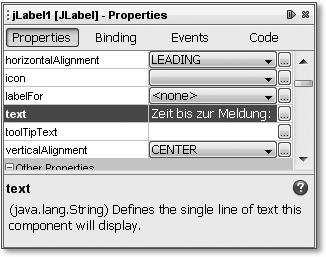 jLabel1 [JLabel] - Properties
Properties Binding Events Code
horizontalAlignment LEADING ...
icon ...
labelFor <none> ...
text Zeit bis zur Meldung: ...
toolTipText ...
verticalAlignment CENTER ...
Other Properties
text
(java.lang.String) Defines the single line of text this
component will display.